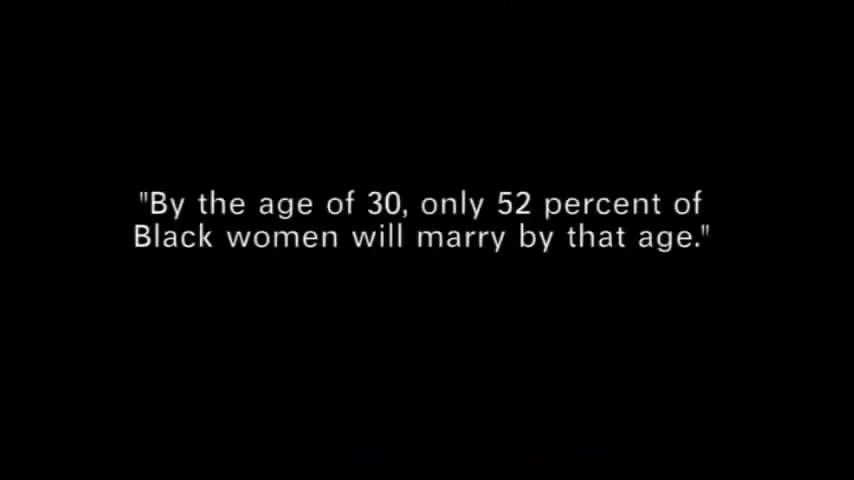 "By the age of 30, only 52 percent of
Black women will marry by that age."